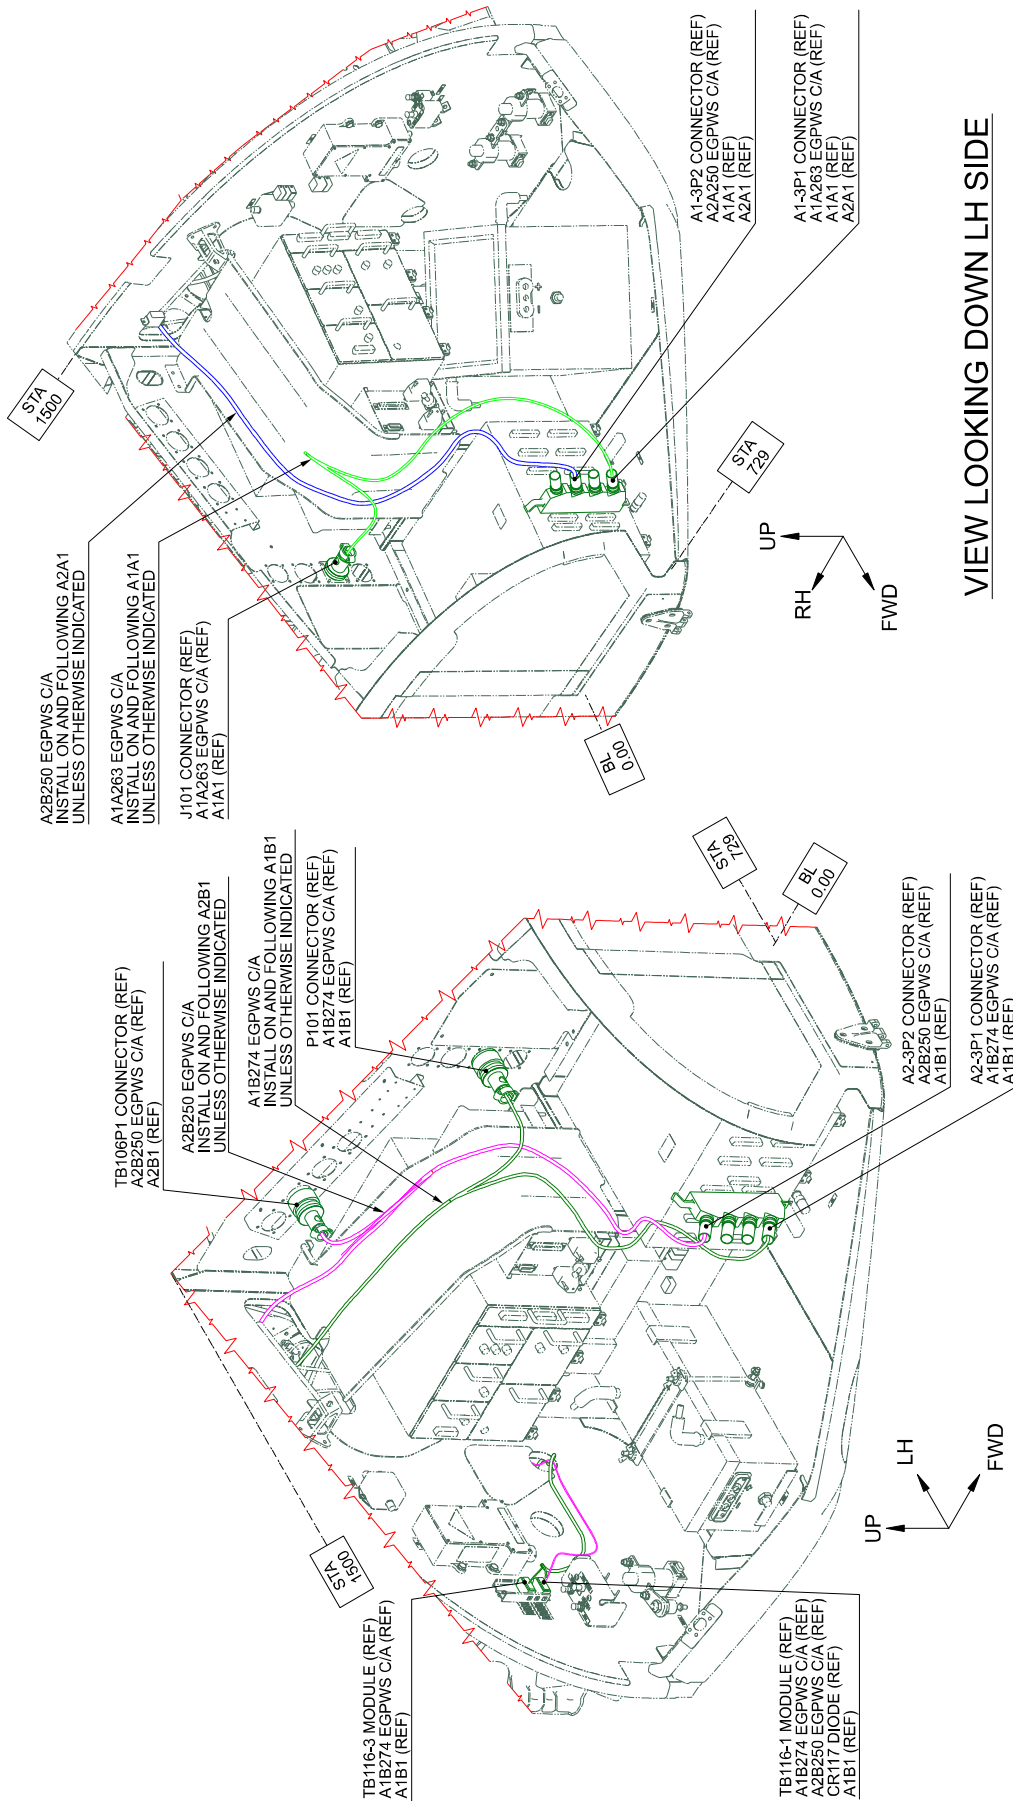 TB116-3 MODULE (REF)
A1B274 EGPWS C/A (REF)
A1B1 (REF)
STA
1500
TB106P1 CONNECTOR (REF)
A2B250 EGPWS C/A (REF)
A2B1 (REF)
A2B250 EGPWS C/A
INSTALL ON AND FOLLOWING A2B1
UNLESS OTHERWISE INDICATED
A1B274 EGPWS C/A
INSTALL ON AND FOLLOWING A1B1
UNLESS OTHERWISE INDICATED
P101 CONNECTOR (REF)
A1B274 EGPWS C/A (REF)
A1B1 (REF)
STA
729
BL
0.00
TB116-1 MODULE (REF)
A1B274 EGPWS C/A (REF)
A2B250 EGPWS C/A (REF)
CR117 DIODE (REF)
A1B1 (REF)
UP
LH
FWD
A2-3P2 CONNECTOR (REF)
A2B250 EGPWS C/A (REF)
A1B1 (REF)
A2-3P1 CONNECTOR (REF)
A1B274 EGPWS C/A (REF)
A1B1 (REF)
A2B250 EGPWS C/A
INSTALL ON AND FOLLOWING A2A1
UNLESS OTHERWISE INDICATED
A1A263 EGPWS C/A
INSTALL ON AND FOLLOWING A1A1
UNLESS OTHERWISE INDICATED
J101 CONNECTOR (REF)
A1A263 EGPWS C/A (REF)
A1A1 (REF)
STA
1500
BL
0.00
STA
729
UP
RH
FWD
A1-3P2 CONNECTOR (REF)
A2A250 EGPWS C/A (REF)
A1A1 (REF)
A2A1 (REF)
A1-3P1 CONNECTOR (REF)
A1A263 EGPWS C/A (REF)
A1A1 (REF)
A2A1 (REF)
VIEW LOOKING DOWN LH SIDE